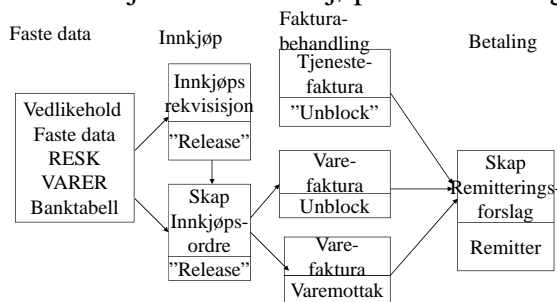 Faste data
Innkjøp
Faktura-
behandling
Betaling
Vedlikehold
Faste data
RESK
VARER
Banktabell
Innkjøps
rekvisisjon
”Release”
Skap
Innkjøps-
ordre
”Release”
Tjeneste-
faktura
”Unblock”
Vare-
faktura
Unblock
Vare-
faktura
Varemottak
Skap
Remitterings-
forslag
Remitter